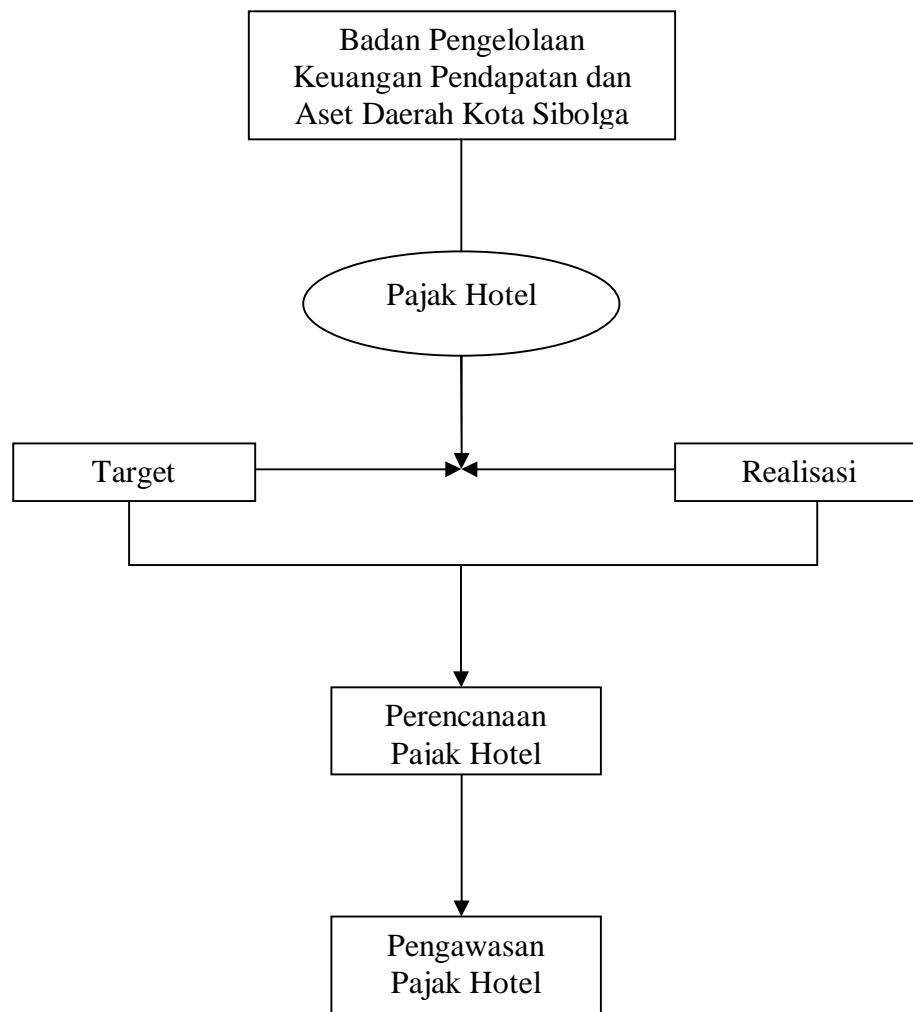 Badan Pengelolaan
Keuangan Pendapatan dan
Aset Daerah Kota Sibolga
Pajak Hotel
Target
Realisasi
Perencanaan
Pajak Hotel
Pengawasan
Pajak Hotel